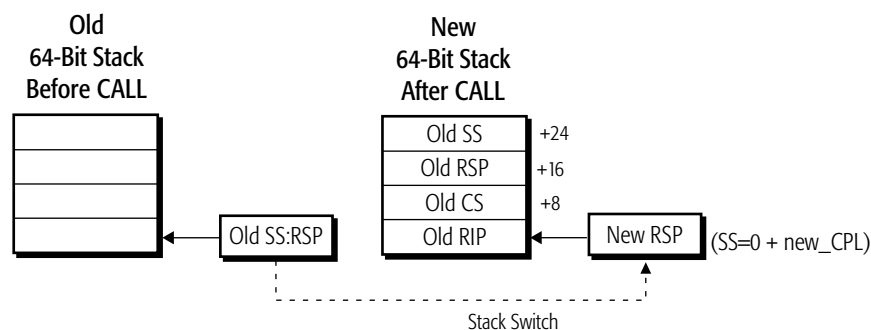 Old
64-Bit Stack
Before CALL
New
64-Bit Stack
After CALL
Old SS
+24
Old RSP
+16
Old CS
+8
Old RIP
Old SS:RSP
New RSP
(SS=0 + new_CPL)
Stack Switch